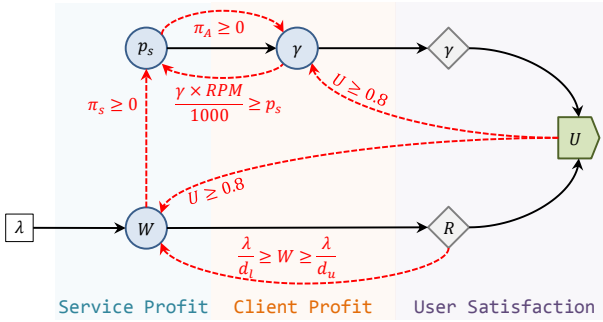 π_A ≥ 0
p_s
γ
γ
U ≥ 0.8
π_s ≥ 0
γ × RPM / 1000 ≥ p_s
U
U ≥ 0.8
λ
W
R
λ / d_l ≥ W ≥ λ / d_u
Service Profit Client Profit User Satisfaction